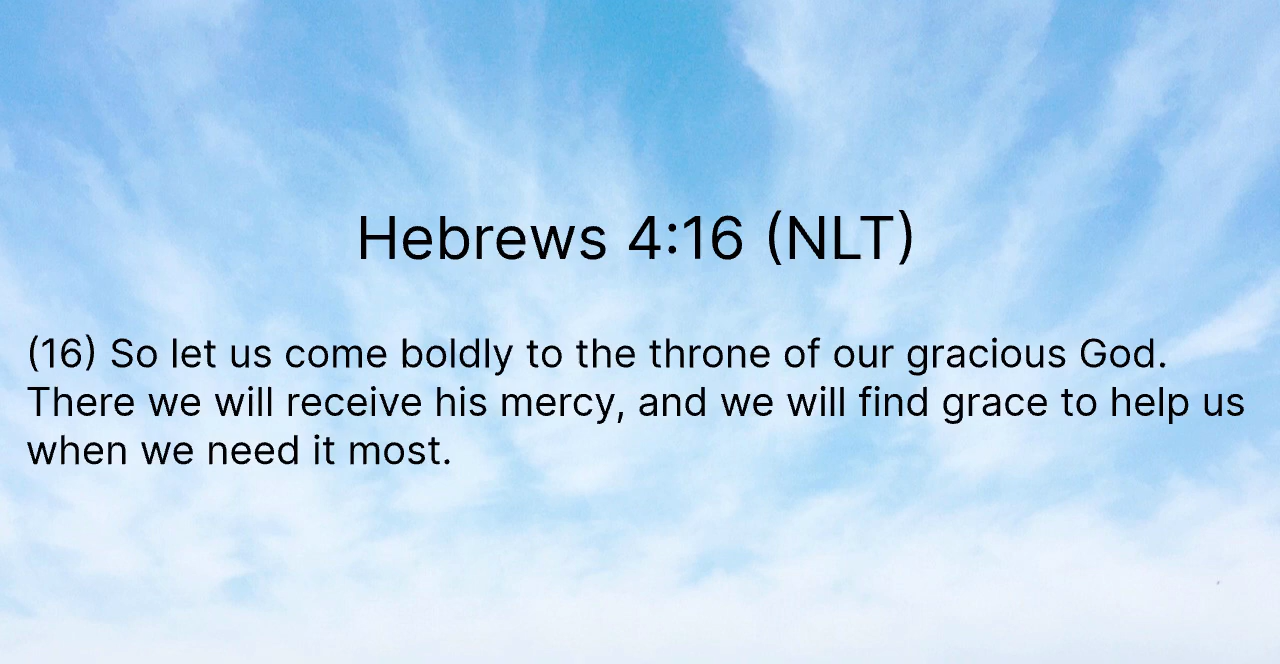 Hebrews 4:16 (NLT)
(16) So let us come boldly to the throne of our gracious God.
There we will receive his mercy, and we will find grace to help us
when we need it most.